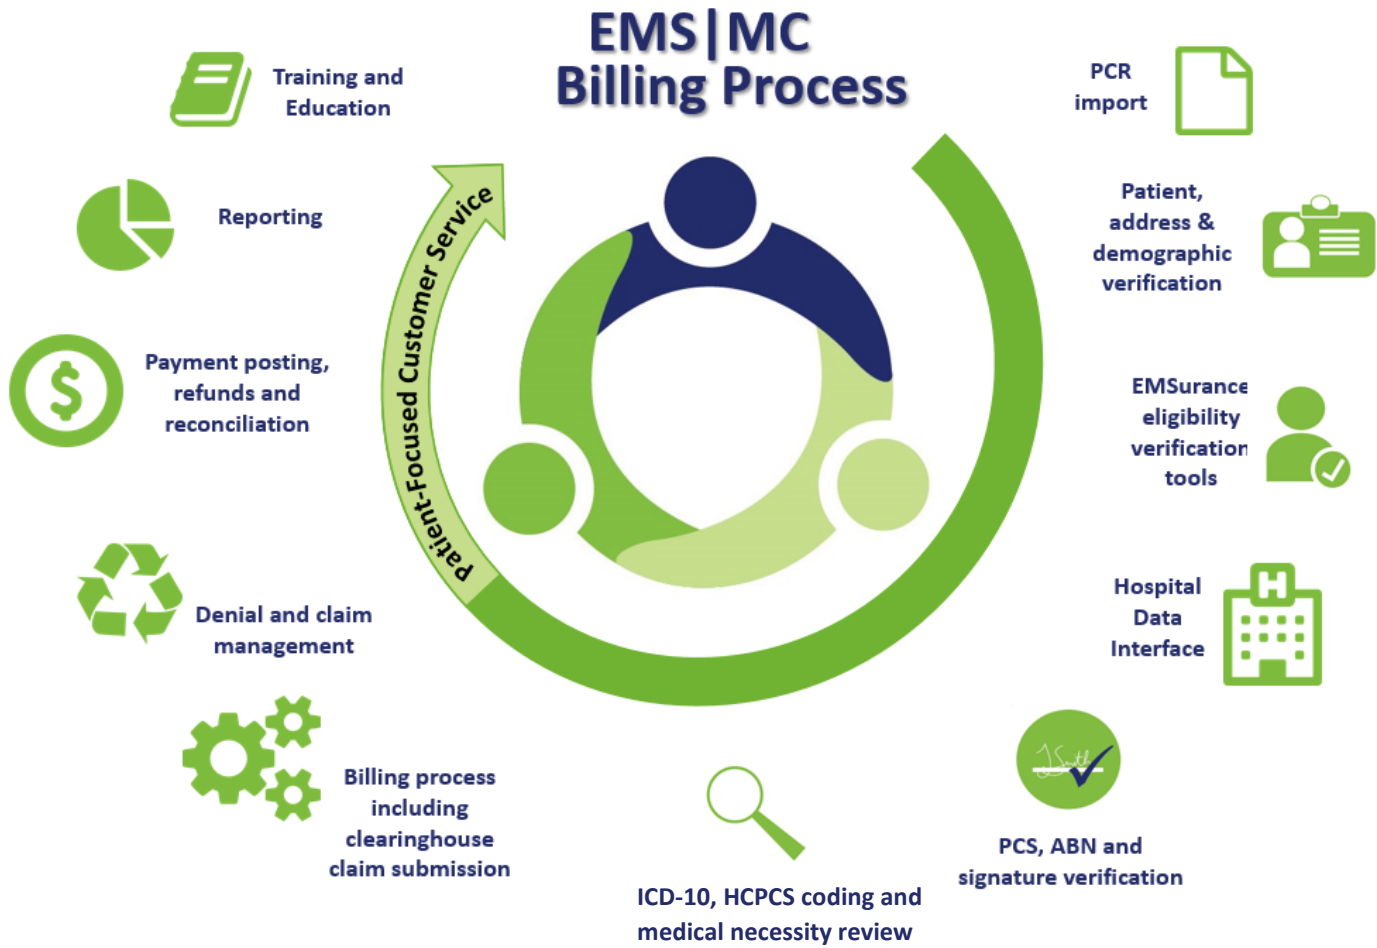 EMS|MC
Billing Process
PCR
import
Patient,
address &
demographic
verification
EMSurance
eligibility
verification
tools
Hospital
Data
Interface
J Smith
PCS, ABN and
signature verification
ICD-10, HCPCS coding and
medical necessity review
Billing process
including
clearinghouse
claim submission
Denial and claim
management
$
Payment posting,
refunds and
reconciliation
Reporting
Training and
Education
Patient-Focused Customer Service
H